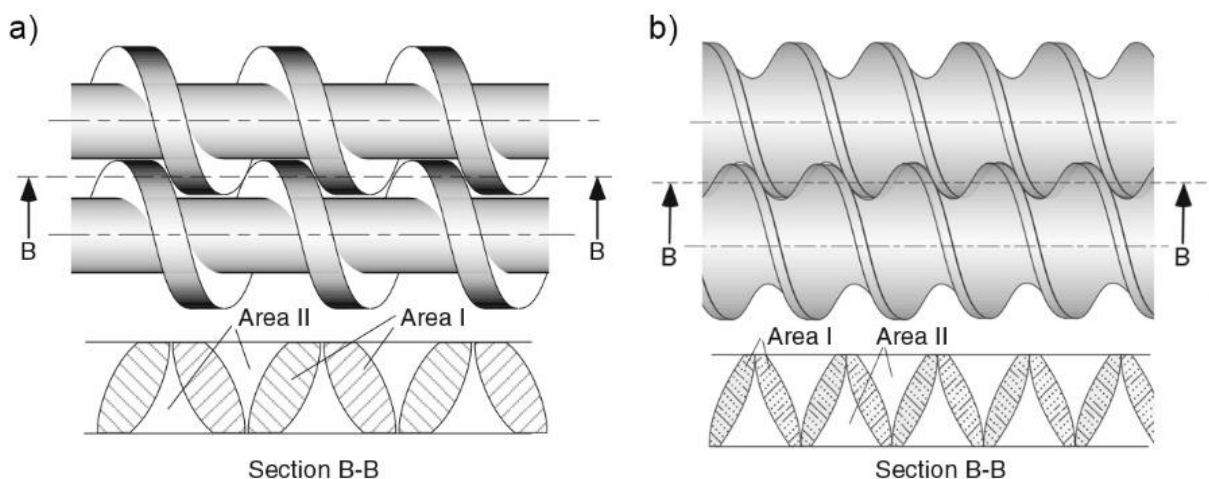 a)
B
B
Area II
Area I
Section B-B
b)
B
B
Area I
Area II
Section B-B